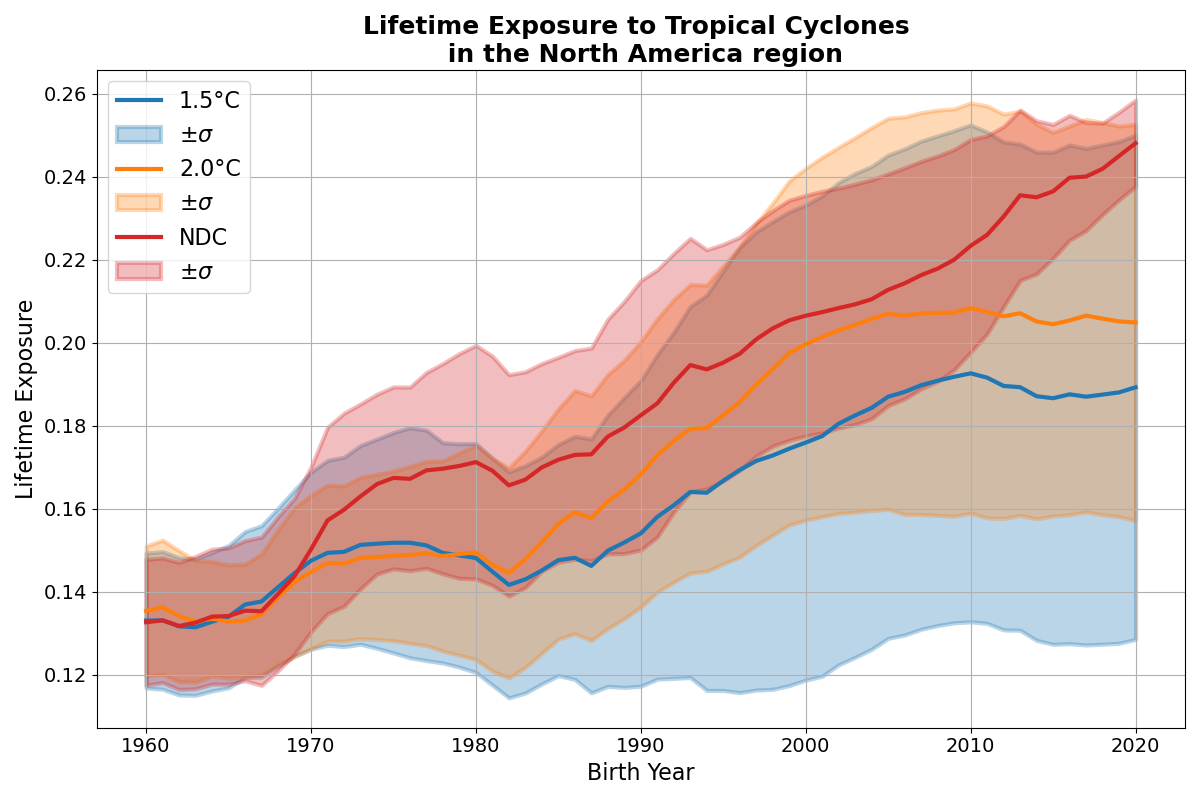 Lifetime Exposure to Tropical Cyclones
in the North America region
1.5°C
±σ
2.0°C
±σ
NDC
±σ
Lifetime Exposure
0.26
0.24
0.22
0.20
0.18
0.16
0.14
0.12
1960 1970 1980 1990 2000 2010 2020
Birth Year